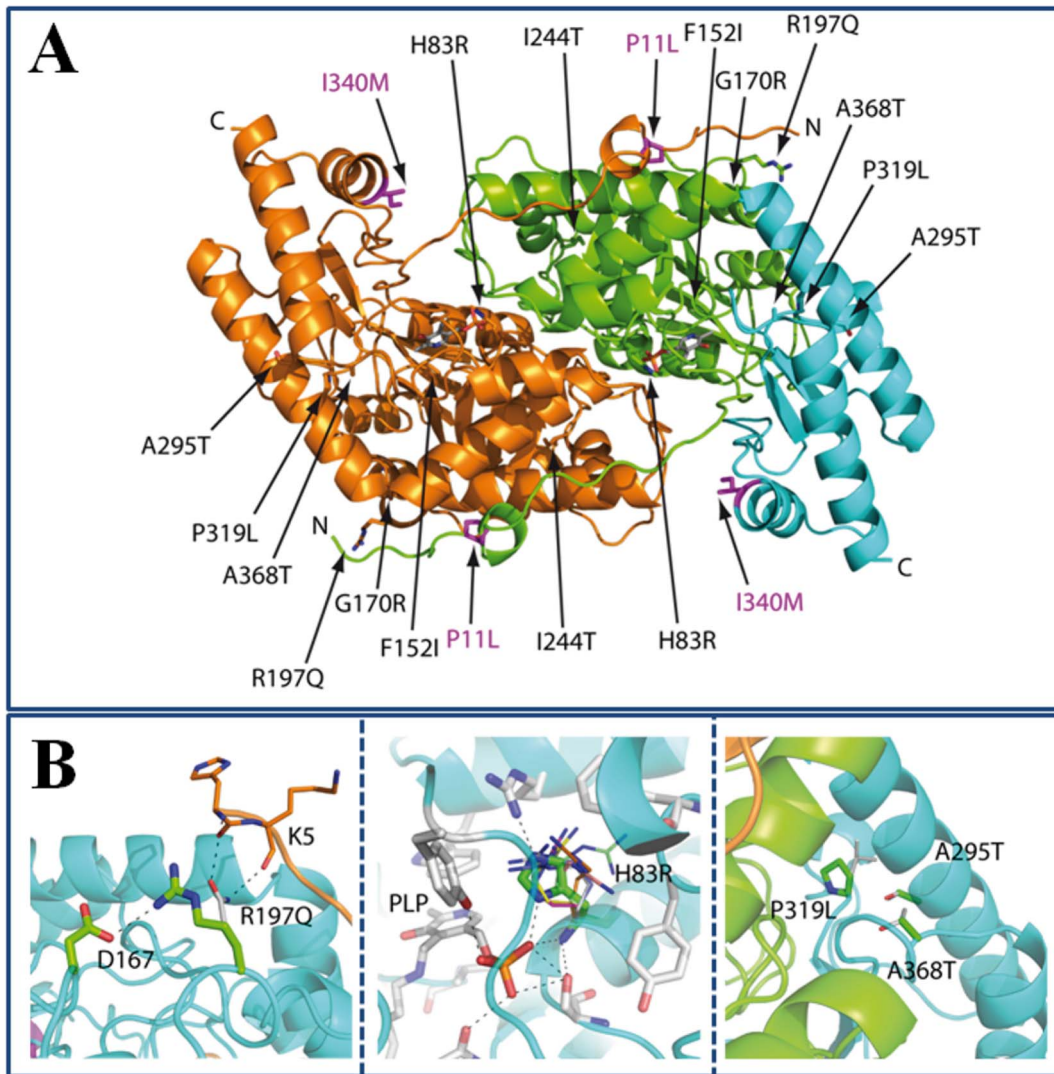 A
I340M
H83R
I244T
P11L
F152I
R197Q
G170R
A368T
C
N
P319L
A295T
A295T
P319L
A368T
N
G170R
R197Q
F152I
P11L
I244T
H83R
I340M
C
B
K5
R197Q
D167
PLP
H83R
A295T
P319L
A368T